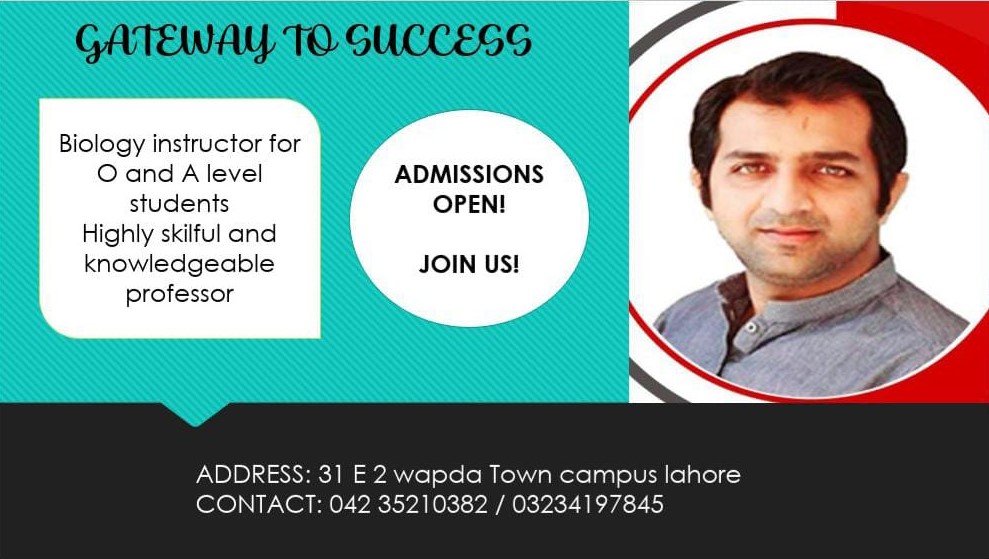 GATEWAY TO SUCCESS
Biology instructor for
O and A level
students
Highly skilful and
knowledgeable
professor
ADMISSIONS
OPEN!
JOIN US!
ADDRESS: 31 E 2 wapda Town campus lahore
CONTACT: 042 35210382 / 03234197845